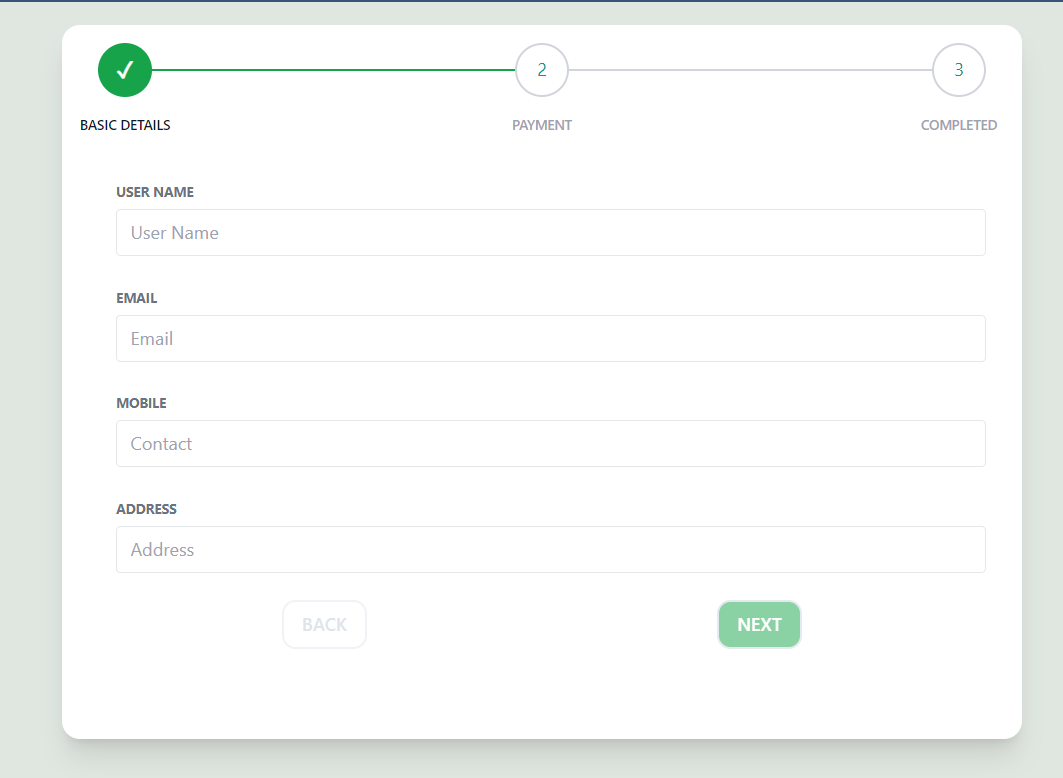 ✓ 2 3
BASIC DETAILS PAYMENT COMPLETED
USER NAME
User Name
EMAIL
Email
MOBILE
Contact
ADDRESS
Address
BACK NEXT